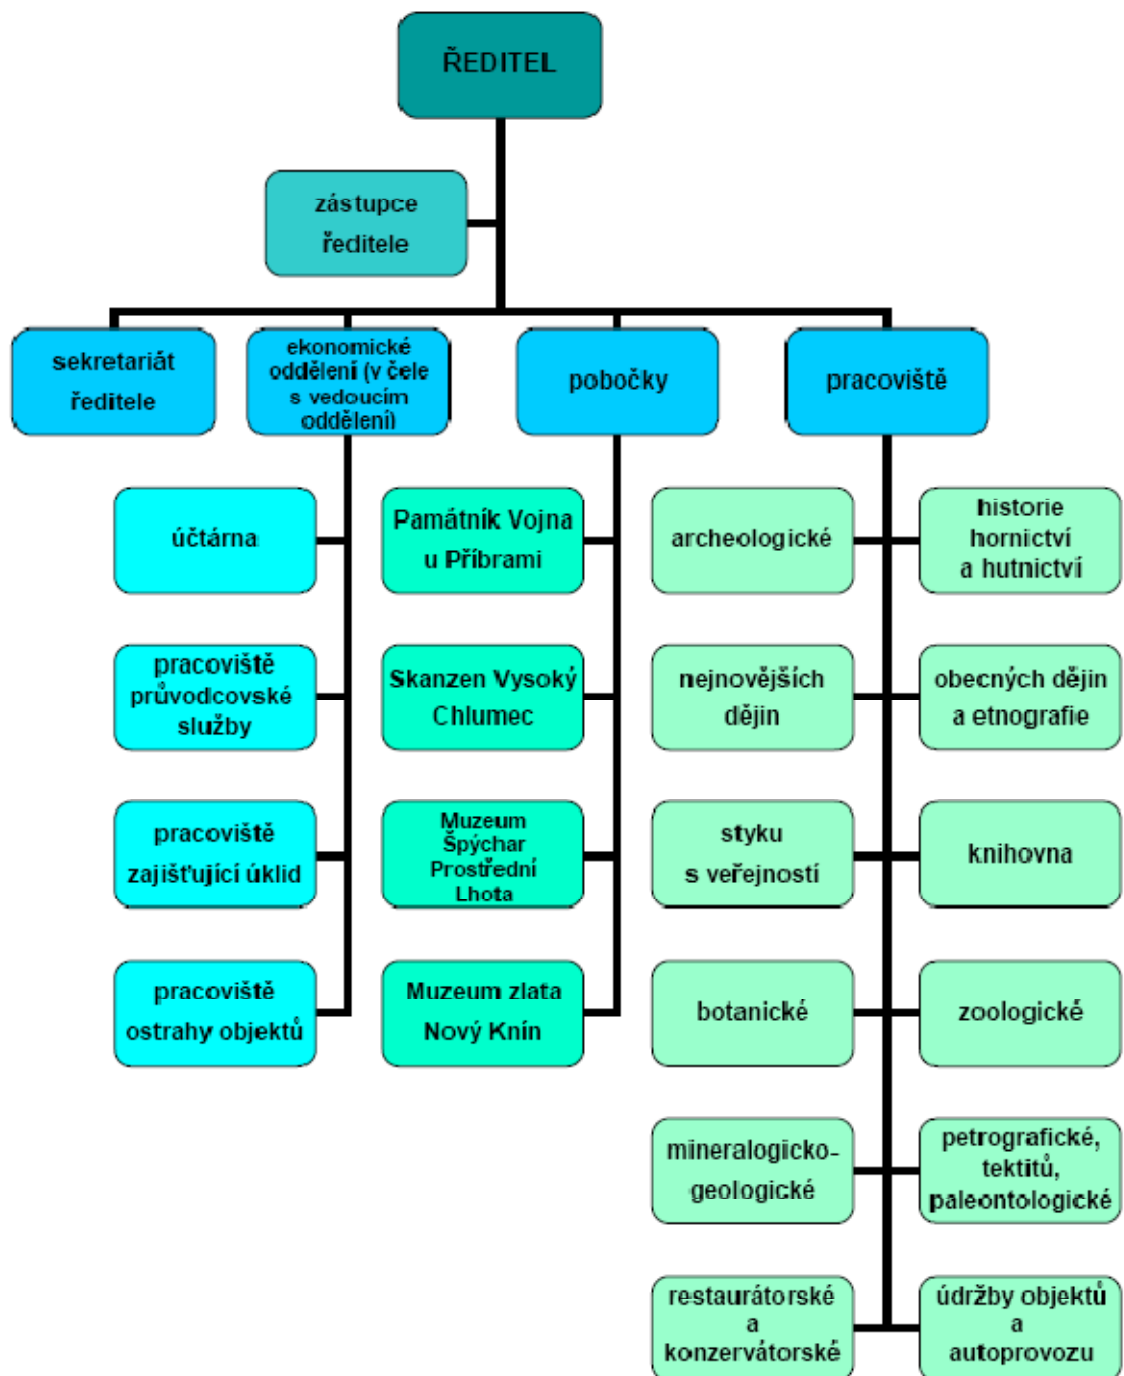 ŘEDITEL
zástupce
ředitele
sekretariát
ředitele
ekonomické
oddělení (v čele
s vedoucím
oddělení)
pobočky
pracoviště
účtárna
Památník Vojna
u Příbrami
archeologické
historie
hornictví
a hutnictví
pracoviště
průvodcovské
služby
Skanzen Vysoký
Chlumec
nejnovějších
dějin
obecných dějin
a etnografie
pracoviště
zajišťující úklid
Muzeum
Špýchar
Prostřední
Lhota
styku
s veřejností
knihovna
pracoviště
ostrahy objektů
Muzeum zlata
Nový Knín
botanické
zoologické
mineralogicko-
geologické
petrografické,
tektitů,
paleontologické
restaurátorské
a
konzervátorské
údržby objektů
a
autoprovozu